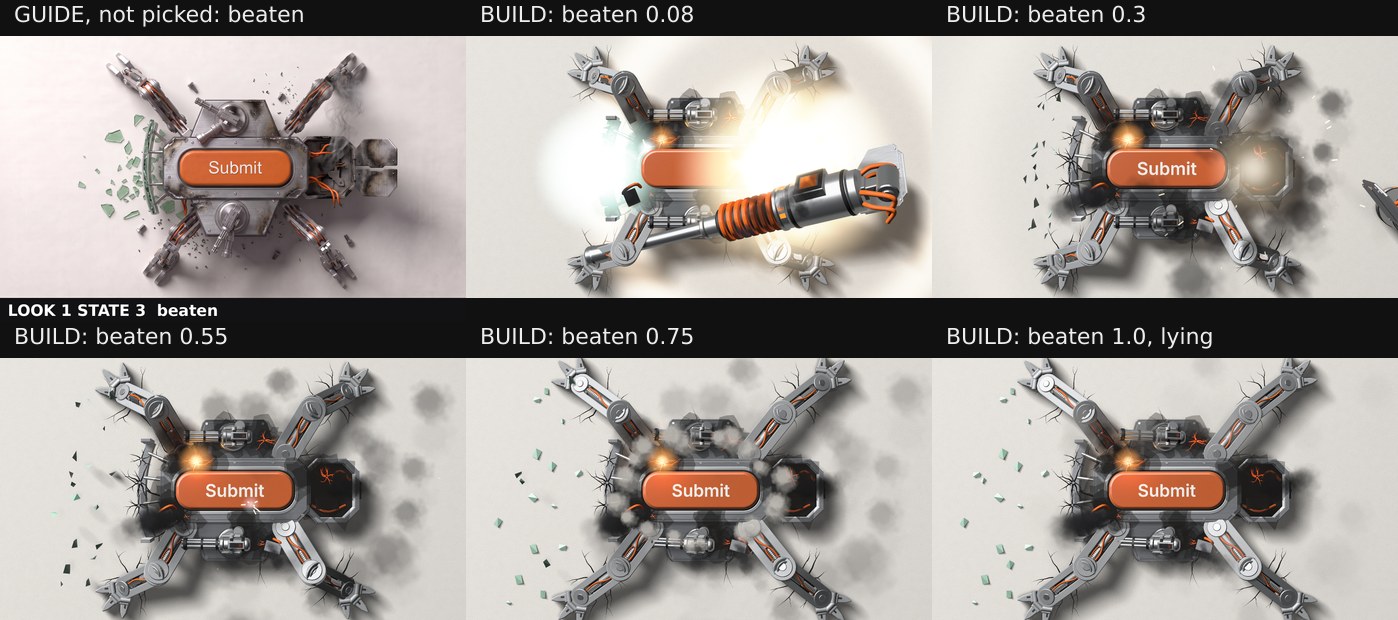 GUIDE, not picked: beaten
BUILD: beaten 0.08
BUILD: beaten 0.3
Submit
Submit
LOOK 1 STATE 3 beaten
BUILD: beaten 0.55
BUILD: beaten 0.75
BUILD: beaten 1.0, lying
Submit
Submit
Submit